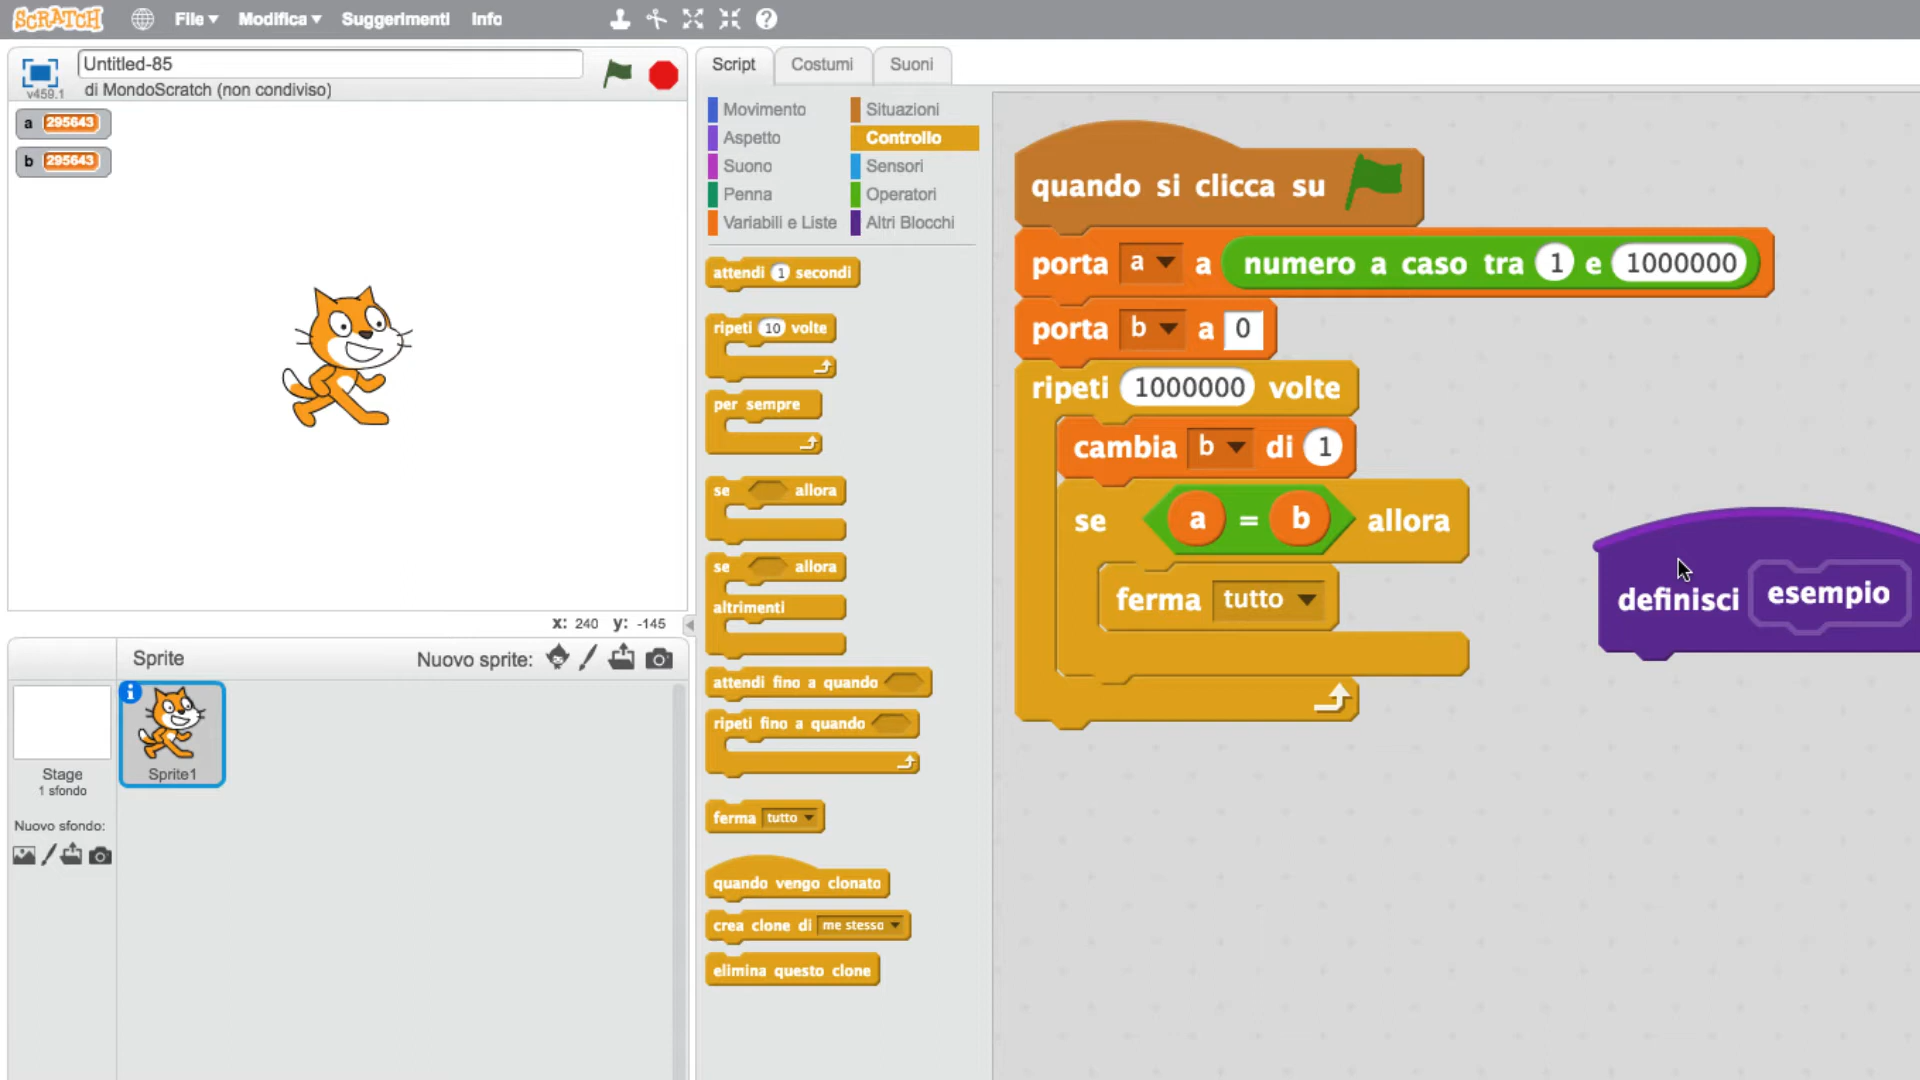 SCRATCH
File
Modifica
Suggerimenti
Info
?
Untitled-85
di MondoScratch (non condiviso)
v459.1
a 295643
b 295643
x: 240 y: -145
Sprite
Nuovo sprite:
Sprite1
Stage
1 sfondo
Nuovo sfondo:
Script
Costumi
Suoni
Movimento
Aspetto
Suono
Penna
Variabili e Liste
Situazioni
Controllo
Sensori
Operatori
Altri Blocchi
attendi 1 secondi
ripeti 10 volte
per sempre
se allora
se allora
altrimenti
attendi fino a quando
ripeti fino a quando
ferma tutto
quando vengo clonato
crea clone di me stesso
elimina questo clone
quando si clicca su
porta a a numero a caso tra 1 e 1000000
porta b a 0
ripeti 1000000 volte
cambia b di 1
se a = b allora
ferma tutto
definisci esempio